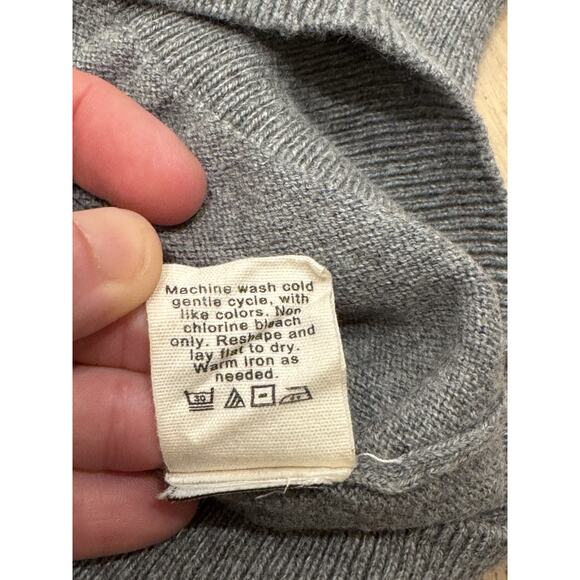 Machine wash cold
gentle cycle, with
like colors. Non
chlorine bleach
only. Reshape and
lay flat to dry.
Warm iron as
needed.
30